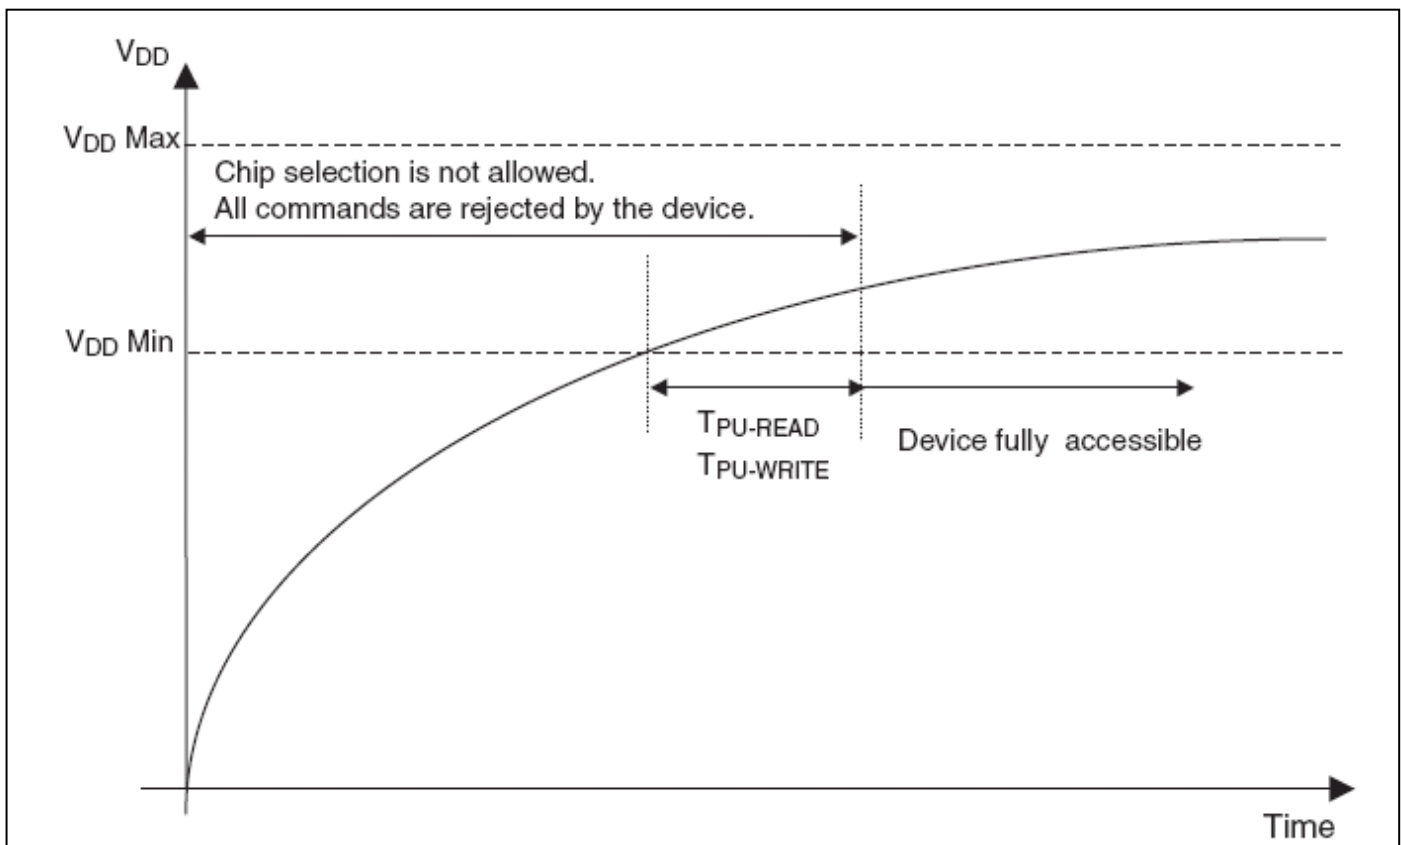 VDD
VDD Max
Chip selection is not allowed.
All commands are rejected by the device.
VDD Min
TPU-READ
TPU-WRITE
Device fully accessible
Time